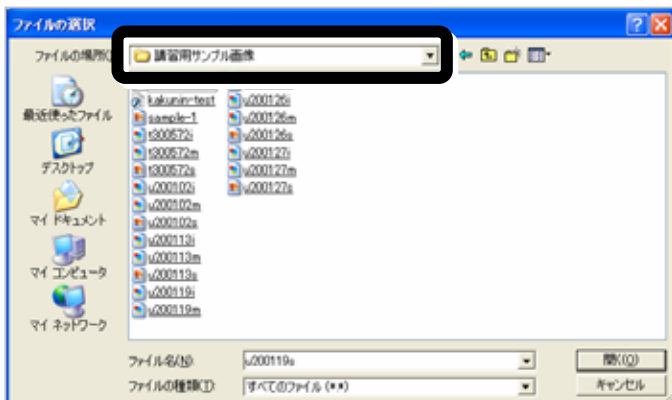 ファイルの選択
ファイルの場所(
講習用サンプル画像
最近使ったファイル
デスクトップ
マイ ドキュメント
マイ コンピュータ
マイ ネットワーク
kakunin-test
sample-1
t300572i
t300572m
t300572s
u200102i
u200102m
u200102s
u200113i
u200113m
u200113s
u200119i
u200119m
u200126i
u200126m
u200126s
u200127i
u200127m
u200127s
ファイル名(N):
u200119s
開く(O)
ファイルの種類(T):
すべてのファイル (*.*)
キャンセル